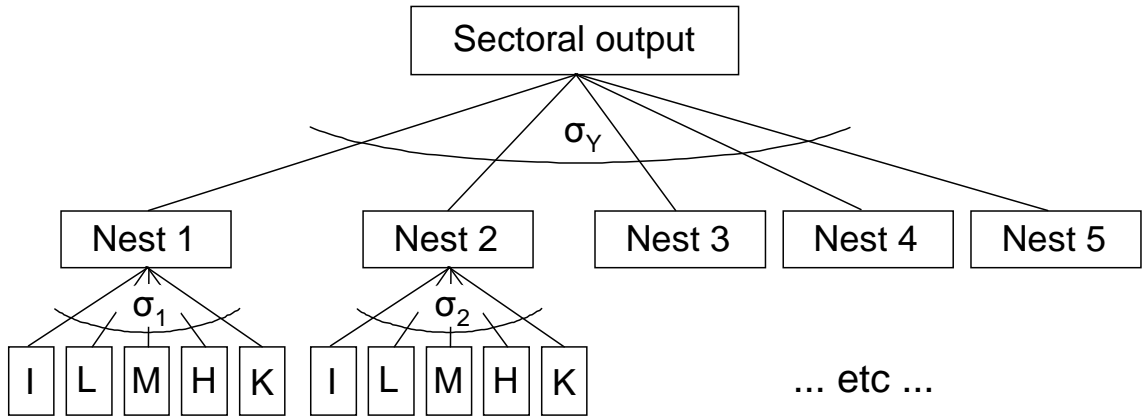 Sectoral output
σY
Nest 1 Nest 2 Nest 3 Nest 4 Nest 5
σ1 σ2
I L M H K I L M H K ... etc ...